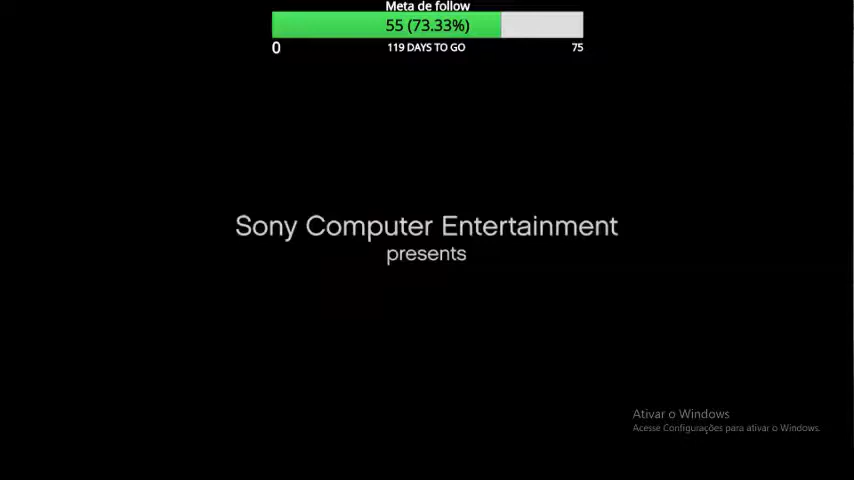 Meta de follow
55 (73.33%)
0 119 DAYS TO GO 75
Sony Computer Entertainment
presents
Ativar o Windows
Acesse Configurações para ativar o Windows.